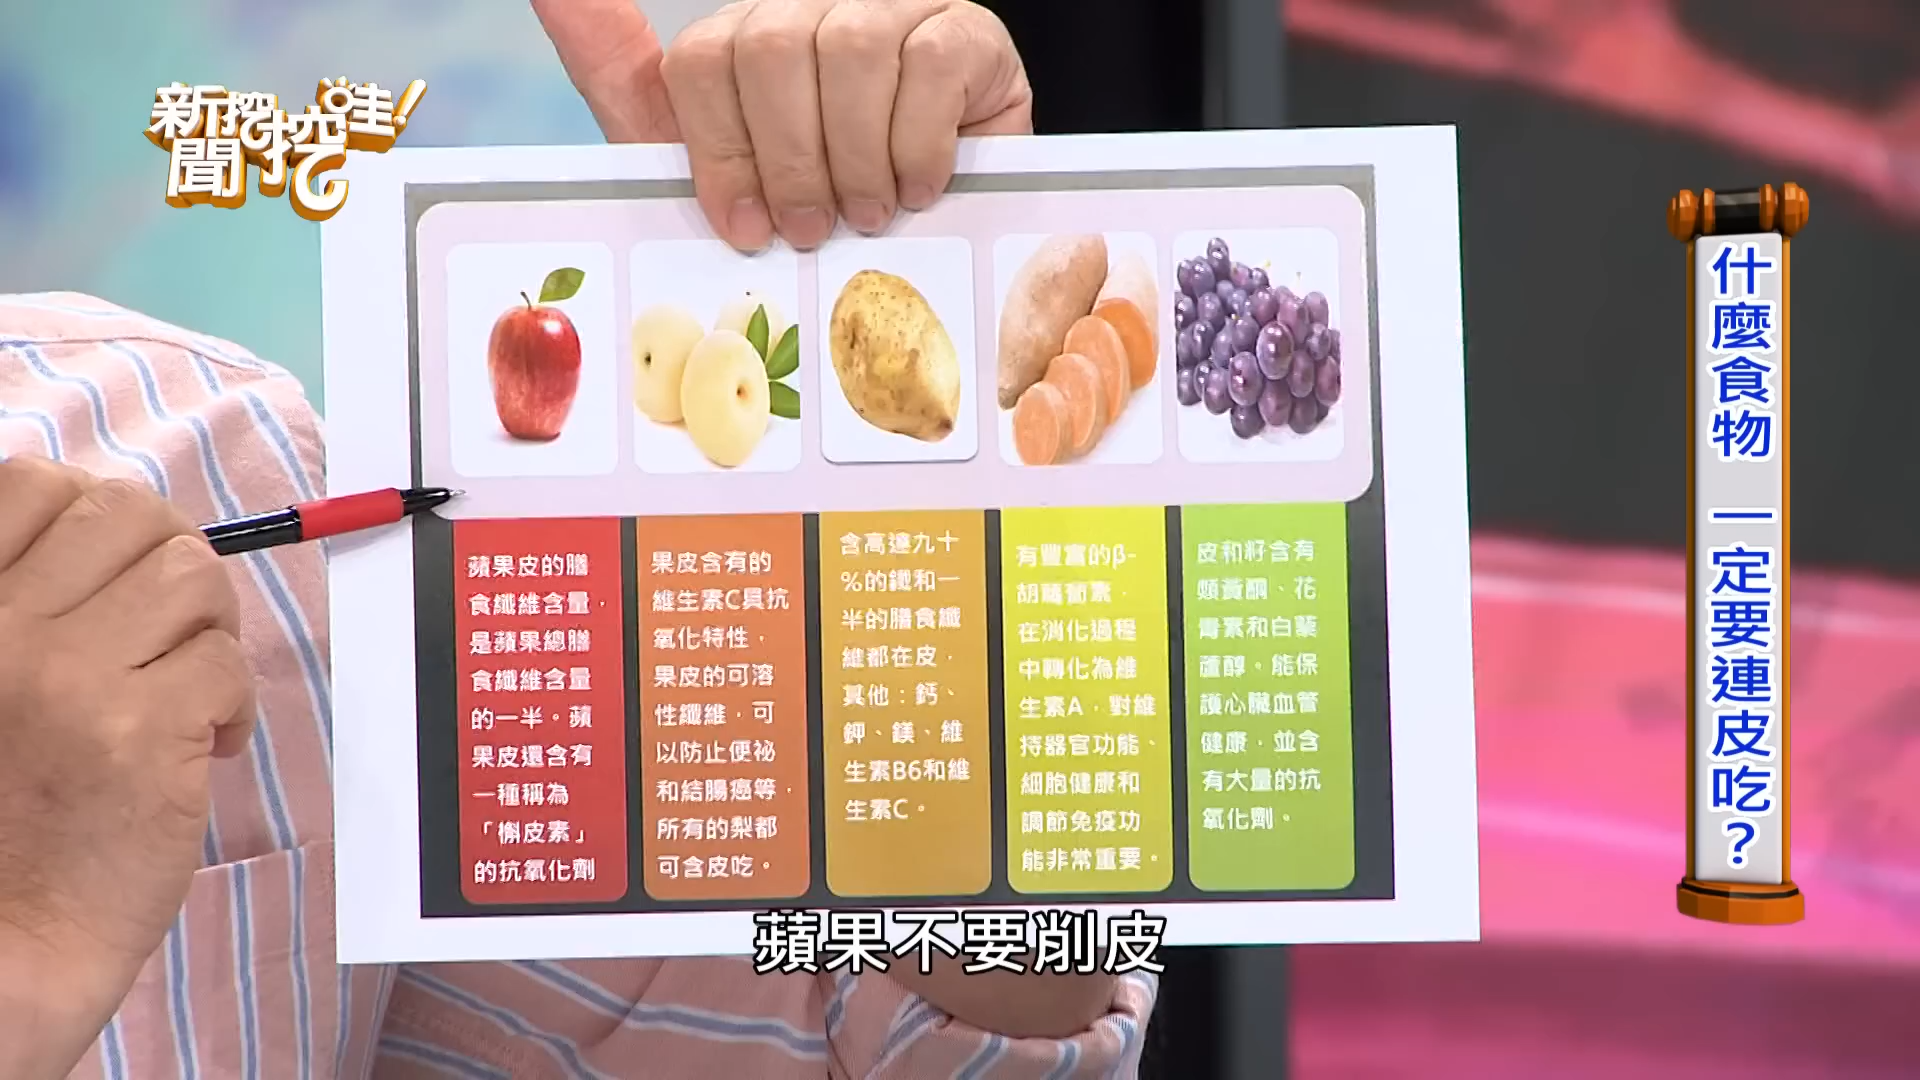 新聞挖挖哇!
什麼食物 一定要連皮吃?
蘋果皮的膳
食纖維含量，
是蘋果總膳
食纖維含量
的一半。蘋
果皮還含有
一種稱為
「槲皮素」
的抗氧化劑
果皮含有的
維生素C具抗
氧化特性，
果皮的可溶
性纖維，可
以防止便祕
和結腸癌等，
所有的梨都
可含皮吃。
含高達九十
%的鐵和一
半的膳食纖
維都在皮，
其他：鈣、
鉀、鎂、維
生素B6和維
生素C。
有豐富的β-
胡蘿蔔素，
在消化過程
中轉化為維
生素A，對維
持器官功能、
細胞健康和
調節免疫功
能非常重要。
皮和籽含有
類黃酮、花
青素和白藜
蘆醇。能保
護心臟血管
健康，並含
有大量的抗
氧化劑。
蘋果不要削皮